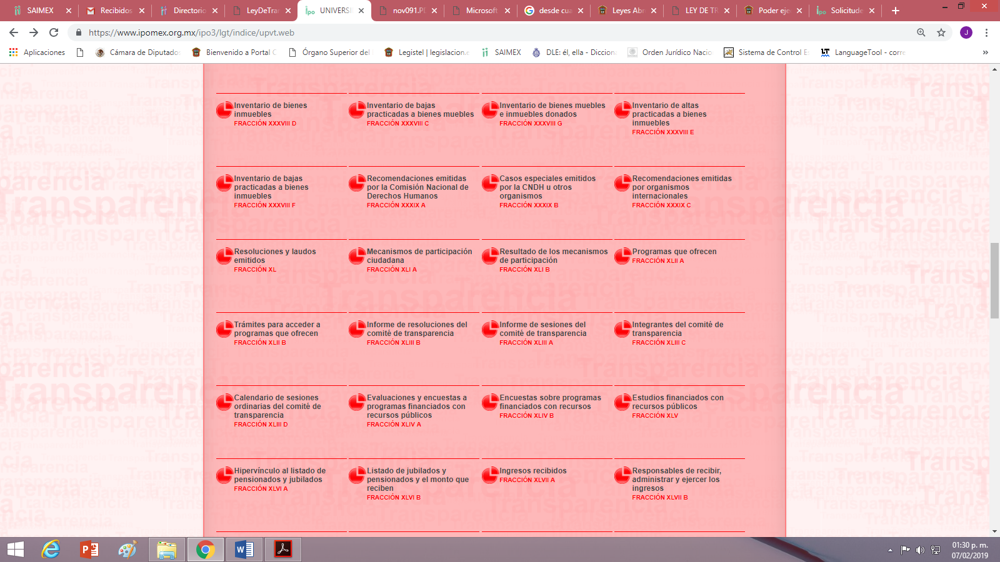 SAIMEX
Recibidos
Directorio
LeyDeTran
UNIVERSI
nov091.PD
Microsoft
desde cua
Leyes Abr
LEY DE TR
Poder eje
Solicitude
https://www.ipomex.org.mx/ipo3/lgt/indice/upvt.web
J
Aplicaciones
Cámara de Diputados
Bienvenido a Portal C
Órgano Superior del
Legistel | legislacion.e
SAIMEX
DLE: él, ella - Diccion
Orden Jurídico Nacio
Sistema de Control Es
LanguageTool - corre
»
Inventario de bienes
inmuebles
FRACCIÓN XXXVIII D
Inventario de bajas
practicadas a bienes muebles
FRACCIÓN XXXVIII C
Inventario de bienes muebles
e inmuebles donados
FRACCIÓN XXXVIII G
Inventario de altas
practicadas a bienes
inmuebles
FRACCIÓN XXXVIII E
Inventario de bajas
practicadas a bienes
inmuebles
FRACCIÓN XXXVIII F
Recomendaciones emitidas
por la Comisión Nacional de
Derechos Humanos
FRACCIÓN XXXIX A
Casos especiales emitidos
por la CNDH u otros
organismos
FRACCIÓN XXXIX B
Recomendaciones emitidas
por organismos
internacionales
FRACCIÓN XXXIX C
Resoluciones y laudos
emitidos
FRACCIÓN XL
Mecanismos de participación
ciudadana
FRACCIÓN XLI A
Resultado de los mecanismos
de participación
FRACCIÓN XLI B
Programas que ofrecen
FRACCIÓN XLII A
Trámites para acceder a
programas que ofrecen
FRACCIÓN XLII B
Informe de resoluciones del
comité de transparencia
FRACCIÓN XLIII B
Informe de sesiones del
comité de transparencia
FRACCIÓN XLIII A
Integrantes del comité de
transparencia
FRACCIÓN XLIII C
Calendario de sesiones
ordinarias del comité de
transparencia
FRACCIÓN XLIII D
Evaluaciones y encuestas a
programas financiados con
recursos públicos
FRACCIÓN XLIV A
Encuestas sobre programas
financiados con recursos
FRACCIÓN XLIV B
Estudios financiados con
recursos públicos
FRACCIÓN XLV
Hipervínculo al listado de
pensionados y jubilados
FRACCIÓN XLVI A
Listado de jubilados y
pensionados y el monto que
reciben
FRACCIÓN XLVI B
Ingresos recibidos
FRACCIÓN XLVII A
Responsables de recibir,
administrar y ejercer los
ingresos
FRACCIÓN XLVII B
01:30 p. m.
07/02/2019